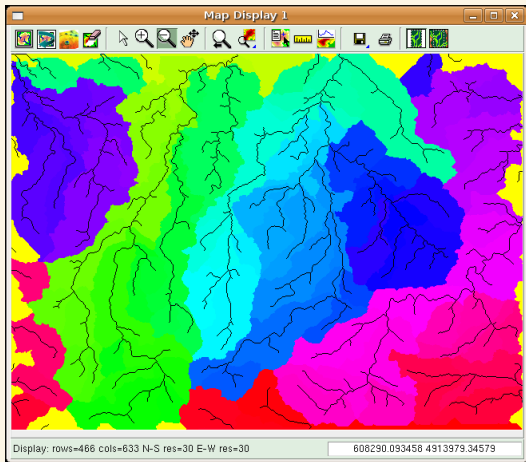 Map Display 1
Display: rows=466 cols=633 N-S res=30 E-W res=30
608290.093458 4913979.34579